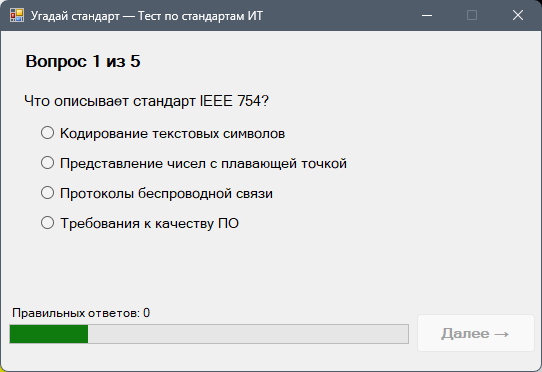 Угадай стандарт — Тест по стандартам ИТ
Вопрос 1 из 5
Что описывает стандарт IEEE 754?
Кодирование текстовых символов
Представление чисел с плавающей точкой
Протоколы беспроводной связи
Требования к качеству ПО
Правильных ответов: 0
Далее →